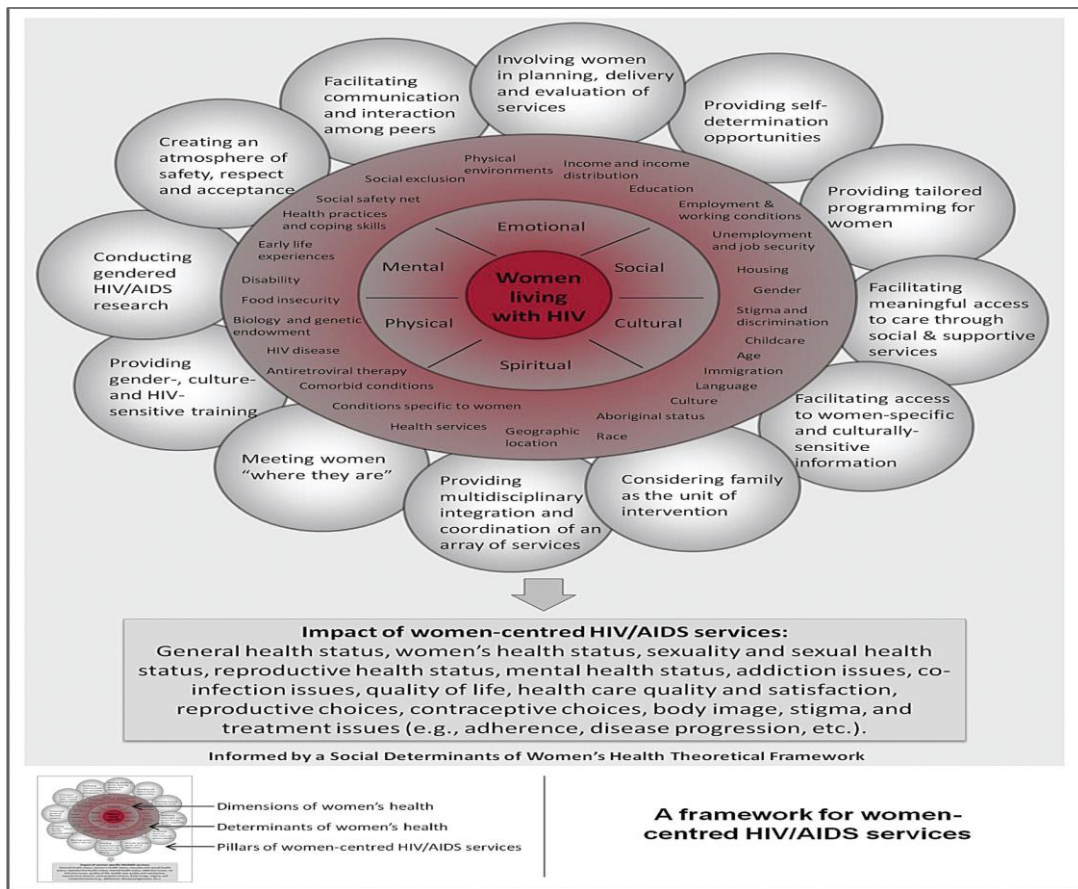 Involving women
in planning, delivery
and evaluation of
services
Providing self-
determination
opportunities
Providing tailored
programming for
women
Facilitating
meaningful access
to care through
social & supportive
services
Facilitating access
to women-specific
and culturally-
sensitive
information
Considering family
as the unit of
intervention
Providing
multidisciplinary
integration and
coordination of an
array of services
Meeting women
“where they are”
Providing
gender-, culture-
and HIV-
sensitive training
Conducting
gendered
HIV/AIDS
research
Creating an
atmosphere of
safety, respect
and acceptance
Facilitating
communication
and interaction
among peers
Physical
environments
Income and income
distribution
Education
Employment &
working conditions
Unemployment
and job security
Housing
Gender
Stigma and
discrimination
Childcare
Age
Immigration
Language
Culture
Aboriginal status
Race
Geographic
location
Health services
Conditions specific to women
Comorbid conditions
Antiretroviral therapy
HIV disease
Biology and genetic
endowment
Food insecurity
Disability
Early life
experiences
Health practices
and coping skills
Social safety net
Social exclusion
Emotional
Social
Cultural
Spiritual
Physical
Mental
Women
living
with HIV
Impact of women-centred HIV/AIDS services:
General health status, women’s health status, sexuality and sexual health
status, reproductive health status, mental health status, addiction issues, co-
infection issues, quality of life, health care quality and satisfaction,
reproductive choices, contraceptive choices, body image, stigma, and
treatment issues (e.g., adherence, disease progression, etc.).
Informed by a Social Determinants of Women’s Health Theoretical Framework
Dimensions of women’s health
Determinants of women’s health
Pillars of women-centred HIV/AIDS services
A framework for women-
centred HIV/AIDS services